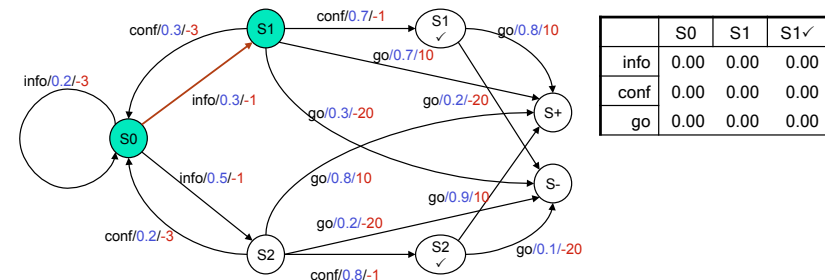 conf/0.3/-3
S1
conf/0.7/-1
S1
✓
go/0.8/10
go/0.7/10
info/0.2/-3
info/0.3/-1
go/0.3/-20
go/0.2/-20
S+
S0
info/0.5/-1
go/0.8/10
go/0.9/10
S-
go/0.2/-20
conf/0.2/-3
S2
conf/0.8/-1
S2
✓
go/0.1/-20
S0 S1 S1✓
info 0.00 0.00 0.00
conf 0.00 0.00 0.00
go 0.00 0.00 0.00